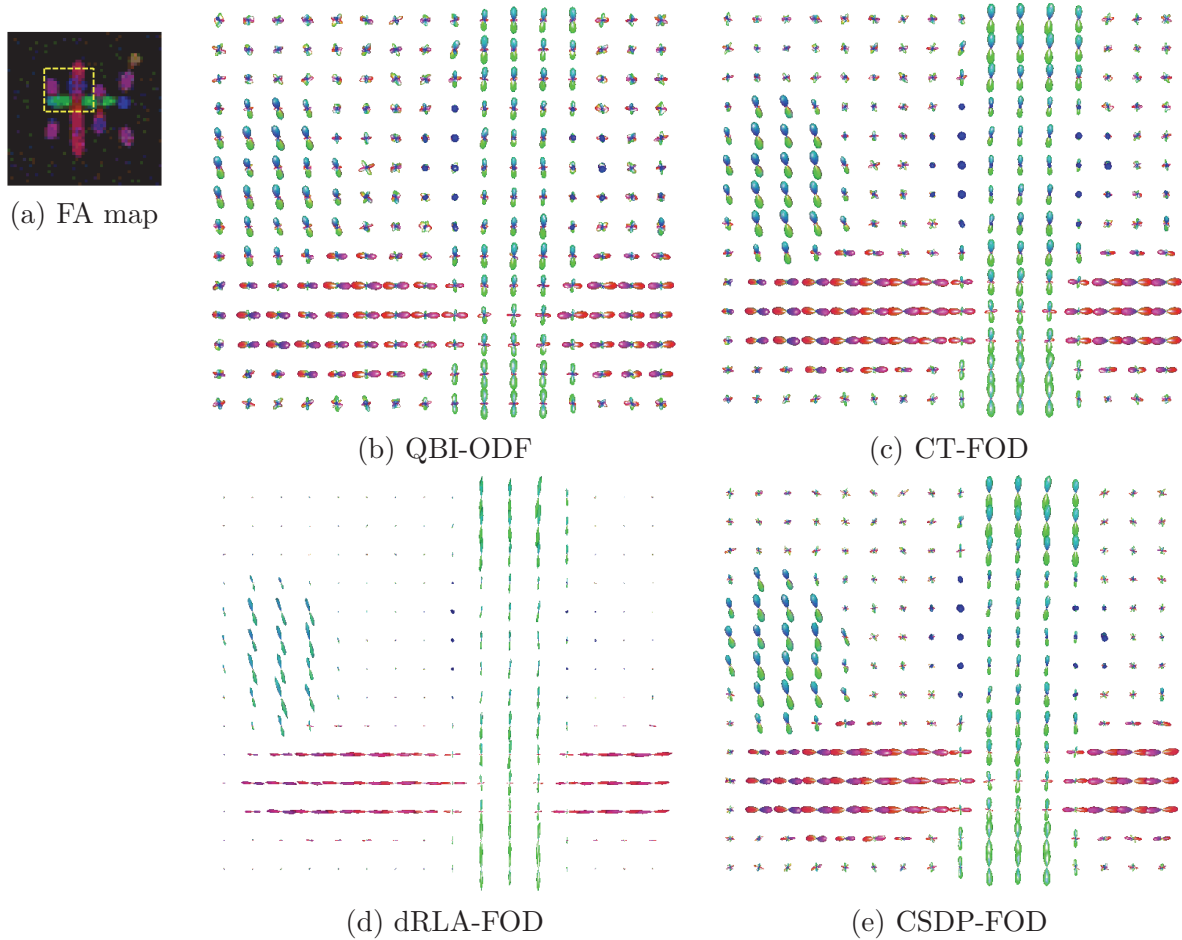 (a) FA map
(b) QBI-ODF
(c) CT-FOD
(d) dRLA-FOD
(e) CSDP-FOD